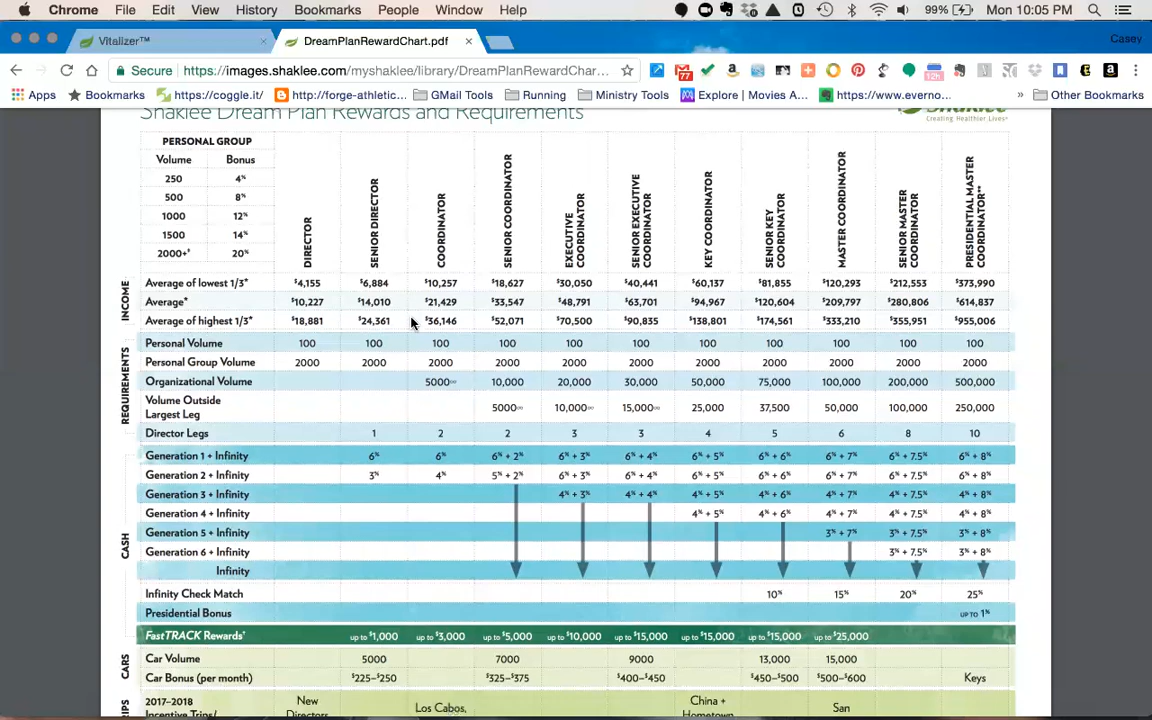 Chrome File Edit View History Bookmarks People Window Help 99% Mon 10:05 PM
Vitalizer™ × DreamPlanRewardChart.pdf × Casey
Secure https://images.shaklee.com/myshaklee/library/DreamPlanRewardChar... 77 12h
Apps Bookmarks https://coggle.it/ http://forge-athletic... GMail Tools Running Ministry Tools Explore | Movies A... https://www.everno... » Other Bookmarks
Shaklee Dream Plan Rewards and Requirements
Shaklee
Creating Healthier Lives®
PERSONAL GROUP
Volume Bonus
250 4%
500 8%
1000 12%
1500 14%
2000+† 20%
DIRECTOR
SENIOR DIRECTOR
COORDINATOR
SENIOR COORDINATOR
EXECUTIVE
COORDINATOR
SENIOR EXECUTIVE
COORDINATOR
KEY COORDINATOR
SENIOR KEY
COORDINATOR
MASTER COORDINATOR
SENIOR MASTER
COORDINATOR
PRESIDENTIAL MASTER
COORDINATOR**
INCOME
Average of lowest 1/3* $4,155 $6,884 $10,257 $18,627 $30,050 $40,441 $60,137 $81,855 $120,293 $212,553 $373,990
Average* $10,227 $14,010 $21,429 $33,547 $48,791 $63,701 $94,967 $120,604 $209,797 $280,806 $614,837
Average of highest 1/3* $18,881 $24,361 $36,146 $52,071 $70,500 $90,835 $138,801 $174,561 $333,210 $355,951 $955,006
REQUIREMENTS
Personal Volume 100 100 100 100 100 100 100 100 100 100 100
Personal Group Volume 2000 2000 2000 2000 2000 2000 2000 2000 2000 2000 2000
Organizational Volume 5000 10,000 20,000 30,000 50,000 75,000 100,000 200,000 500,000
Volume Outside
Largest Leg 5000 10,000 15,000 25,000 37,500 50,000 100,000 250,000
Director Legs 1 2 2 3 3 4 5 6 8 10
CASH
Generation 1 + Infinity 6% 6% 6% + 2% 6% + 3% 6% + 4% 6% + 5% 6% + 6% 6% + 7% 6% + 7.5% 6% + 8%
Generation 2 + Infinity 3% 4% 5% + 2% 6% + 3% 6% + 4% 6% + 5% 6% + 6% 6% + 7% 6% + 7.5% 6% + 8%
Generation 3 + Infinity 4% + 3% 4% + 4% 4% + 5% 4% + 6% 4% + 7% 4% + 7.5% 4% + 8%
Generation 4 + Infinity 4% + 5% 4% + 6% 4% + 7% 4% + 7.5% 4% + 8%
Generation 5 + Infinity 3% + 7% 3% + 7.5% 3% + 8%
Generation 6 + Infinity 3% + 7.5% 3% + 8%
Infinity
Infinity Check Match 10% 15% 20% 25%
Presidential Bonus UP TO 1%
FastTRACK Rewards† up to $1,000 up to $3,000 up to $5,000 up to $10,000 up to $15,000 up to $15,000 up to $15,000 up to $25,000
CARS
Car Volume 5000 7000 9000 13,000 15,000
Car Bonus (per month) $225–$250 $325–$375 $400–$450 $450–$500 $500–$600 Keys
TRIPS
2017–2018
Incentive Trips/ New
Directors Los Cabos, China +
Hometown San